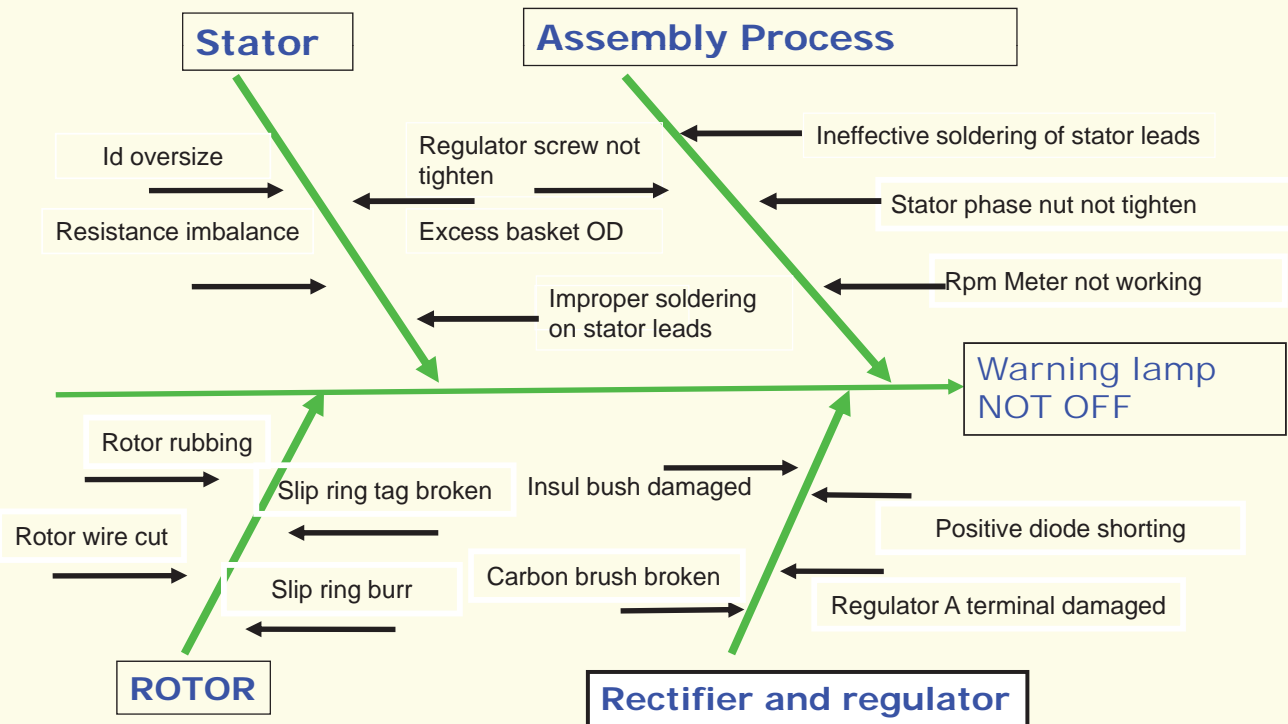 Stator
Assembly Process
Id oversize
Regulator screw not
tighten
Ineffective soldering of stator leads
Resistance imbalance
Excess basket OD
Stator phase nut not tighten
Improper soldering
on stator leads
Rpm Meter not working
Warning lamp
NOT OFF
Rotor rubbing
Slip ring tag broken
Insul bush damaged
Rotor wire cut
Positive diode shorting
Slip ring burr
Carbon brush broken
Regulator A terminal damaged
ROTOR
Rectifier and regulator